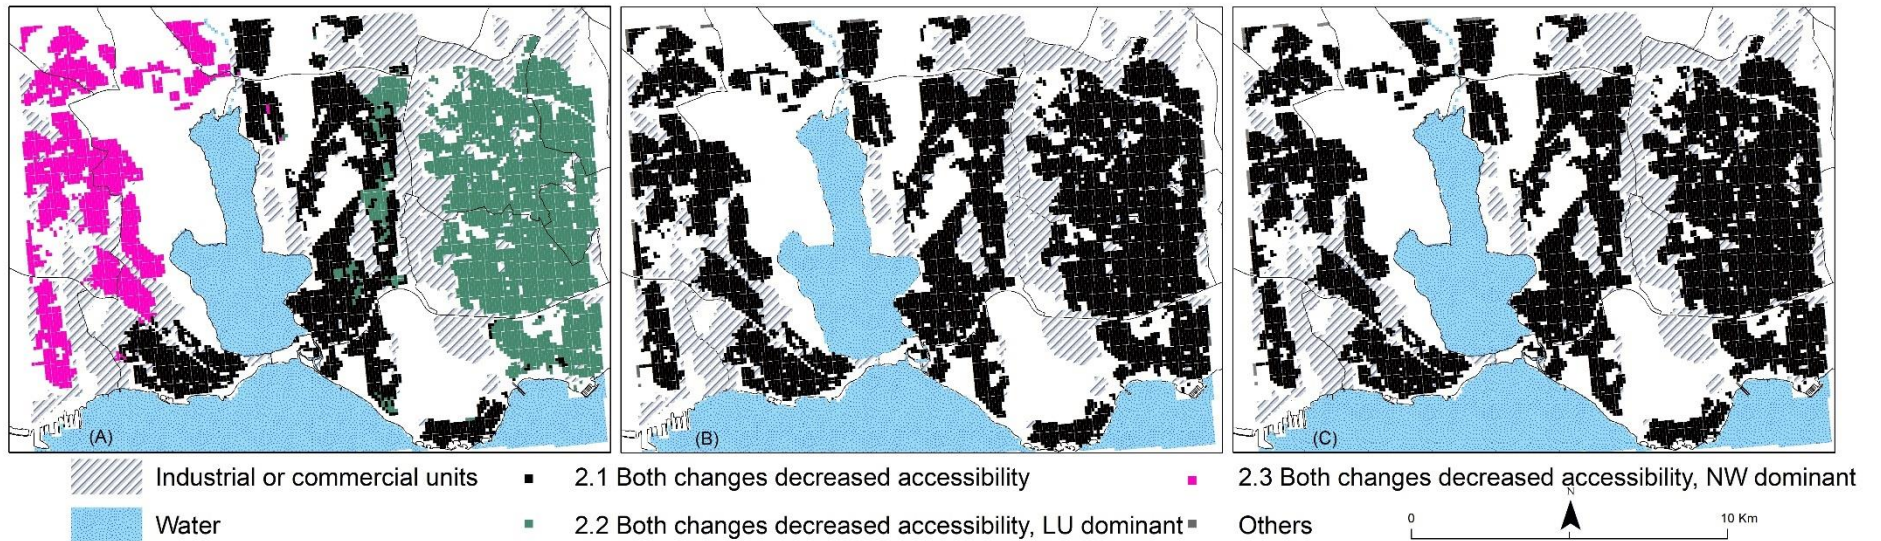 (A) (B) (C)
Industrial or commercial units 2.1 Both changes decreased accessibility 2.3 Both changes decreased accessibility, NW dominant
N
Water 2.2 Both changes decreased accessibility, LU dominant Others 0 10 Km